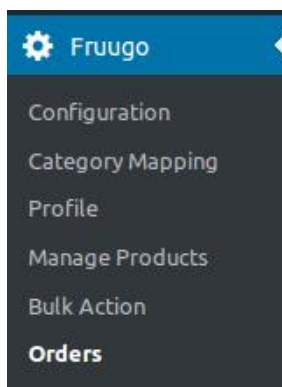 Fruugo
Configuration
Category Mapping
Profile
Manage Products
Bulk Action
Orders